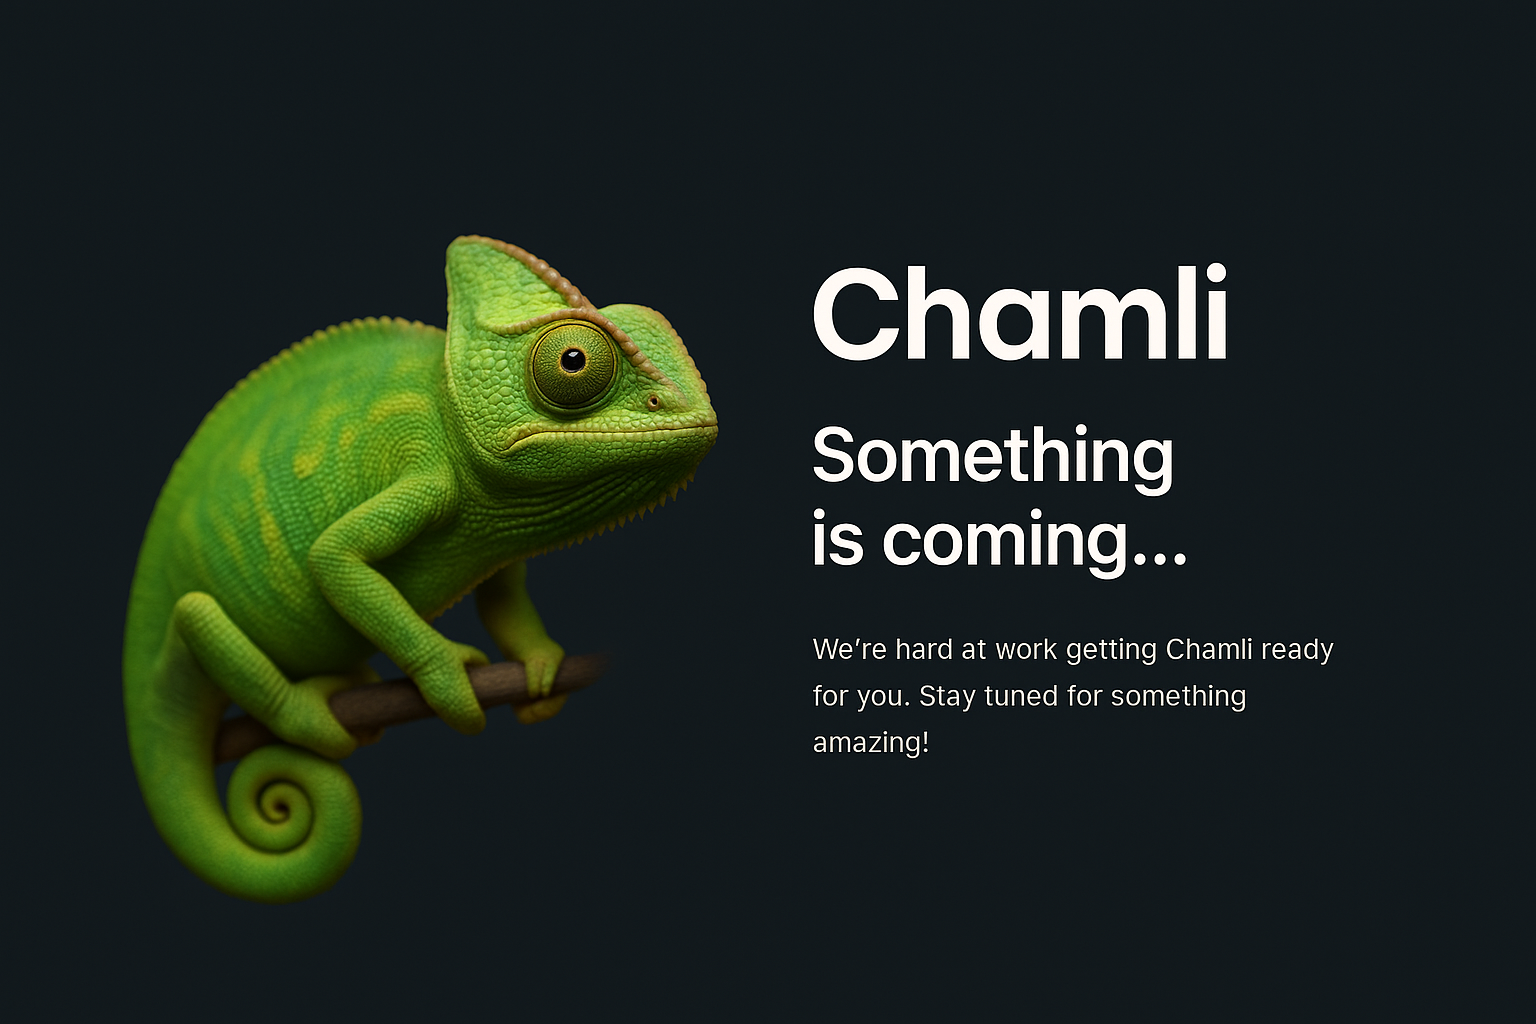 Chamli
Something
is coming...
We’re hard at work getting Chamli ready
for you. Stay tuned for something
amazing!